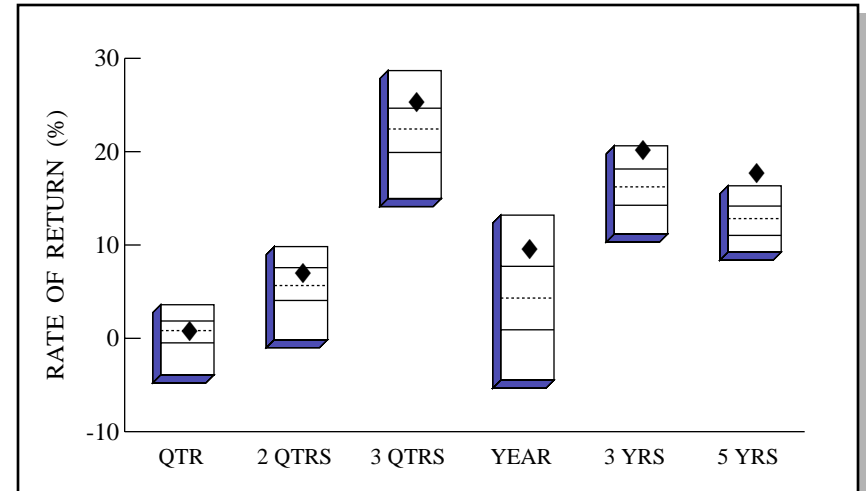 RATE OF RETURN (%)
30
20
10
0
-10
QTR 2 QTRS 3 QTRS YEAR 3 YRS 5 YRS